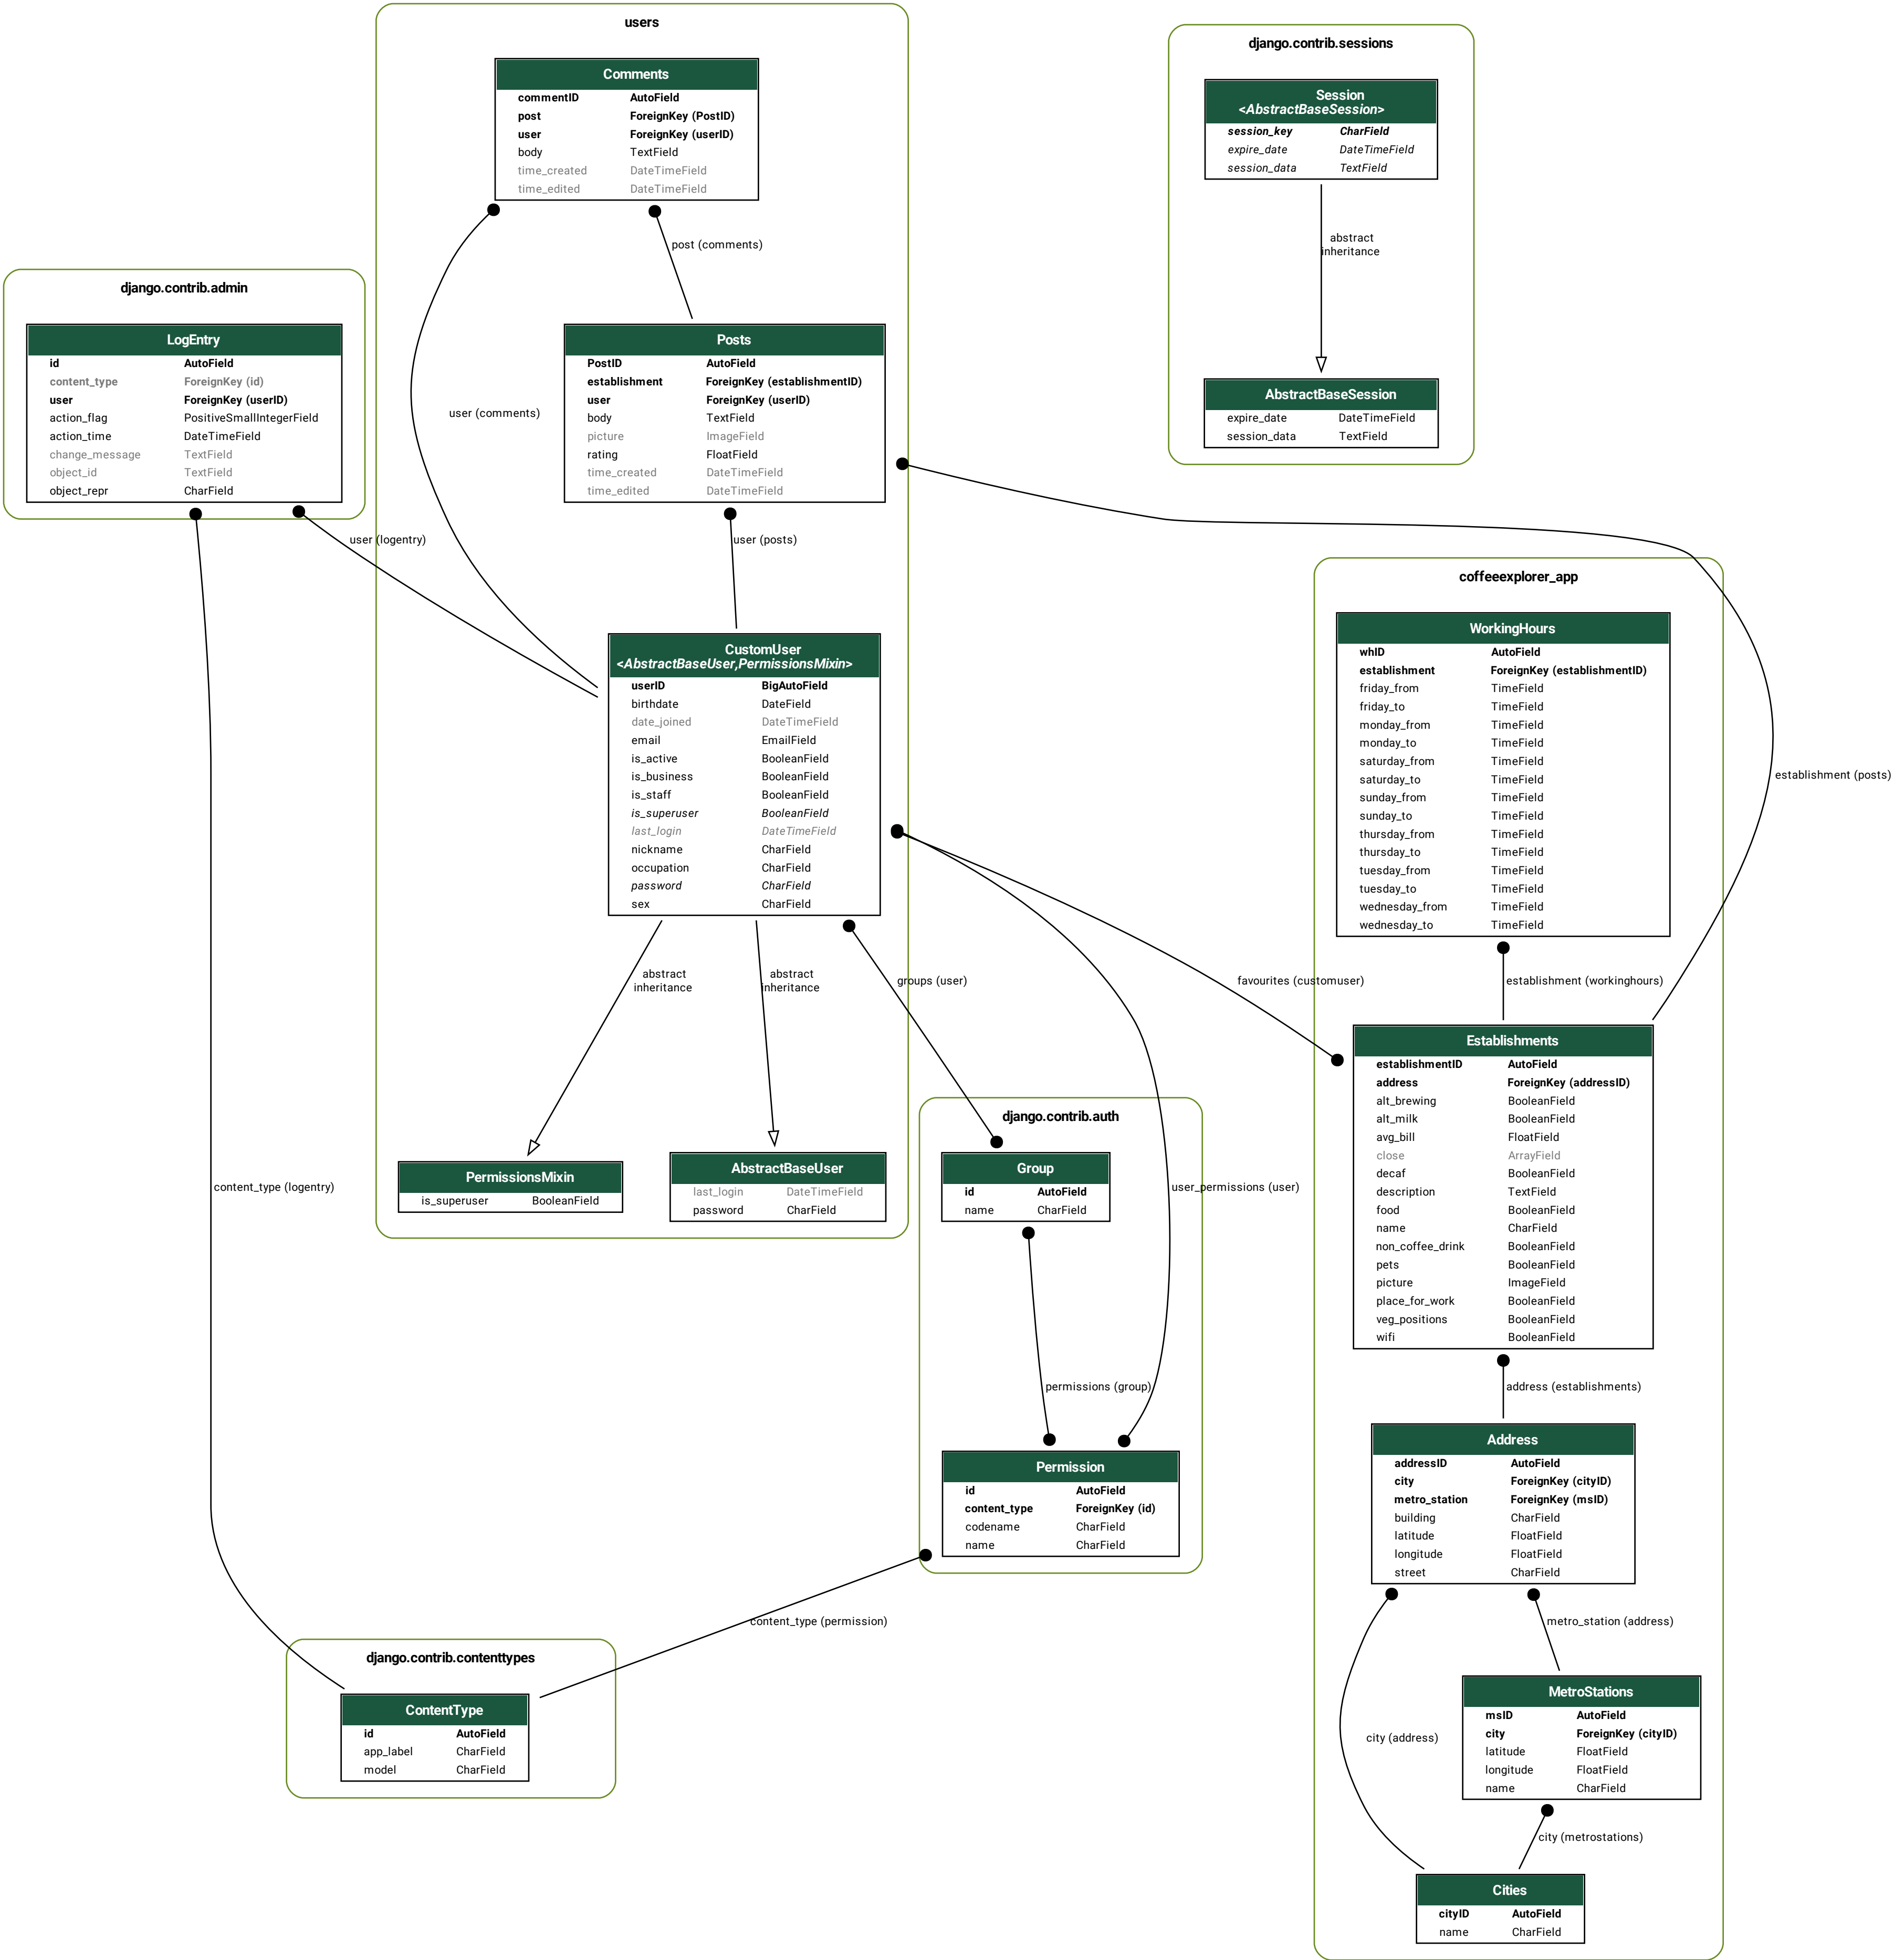 users
Comments
commentID AutoField
post ForeignKey (PostID)
user ForeignKey (userID)
body TextField
time_created DateTimeField
time_edited DateTimeField
post (comments)
user (comments)
Posts
PostID AutoField
establishment ForeignKey (establishmentID)
user ForeignKey (userID)
body TextField
picture ImageField
rating FloatField
time_created DateTimeField
time_edited DateTimeField
user (posts)
CustomUser
<AbstractBaseUser,PermissionsMixin>
userID BigAutoField
birthdate DateField
date_joined DateTimeField
email EmailField
is_active BooleanField
is_business BooleanField
is_staff BooleanField
is_superuser BooleanField
last_login DateTimeField
nickname CharField
occupation CharField
password CharField
sex CharField
abstract
inheritance
abstract
inheritance
PermissionsMixin
is_superuser BooleanField
AbstractBaseUser
last_login DateTimeField
password CharField
django.contrib.sessions
Session
<AbstractBaseSession>
session_key CharField
expire_date DateTimeField
session_data TextField
abstract
inheritance
AbstractBaseSession
expire_date DateTimeField
session_data TextField
django.contrib.admin
LogEntry
id AutoField
content_type ForeignKey (id)
user ForeignKey (userID)
action_flag PositiveSmallIntegerField
action_time DateTimeField
change_message TextField
object_id TextField
object_repr CharField
user (logentry)
content_type (logentry)
groups (user)
favourites (customuser)
user_permissions (user)
establishment (posts)
django.contrib.auth
Group
id AutoField
name CharField
permissions (group)
Permission
id AutoField
content_type ForeignKey (id)
codename CharField
name CharField
content_type (permission)
django.contrib.contenttypes
ContentType
id AutoField
app_label CharField
model CharField
coffeeexplorer_app
WorkingHours
whID AutoField
establishment ForeignKey (establishmentID)
friday_from TimeField
friday_to TimeField
monday_from TimeField
monday_to TimeField
saturday_from TimeField
saturday_to TimeField
sunday_from TimeField
sunday_to TimeField
thursday_from TimeField
thursday_to TimeField
tuesday_from TimeField
tuesday_to TimeField
wednesday_from TimeField
wednesday_to TimeField
establishment (workinghours)
Establishments
establishmentID AutoField
address ForeignKey (addressID)
alt_brewing BooleanField
alt_milk BooleanField
avg_bill FloatField
close ArrayField
decaf BooleanField
description TextField
food BooleanField
name CharField
non_coffee_drink BooleanField
pets BooleanField
picture ImageField
place_for_work BooleanField
veg_positions BooleanField
wifi BooleanField
address (establishments)
Address
addressID AutoField
city ForeignKey (cityID)
metro_station ForeignKey (msID)
building CharField
latitude FloatField
longitude FloatField
street CharField
metro_station (address)
city (address)
MetroStations
msID AutoField
city ForeignKey (cityID)
latitude FloatField
longitude FloatField
name CharField
city (metrostations)
Cities
cityID AutoField
name CharField